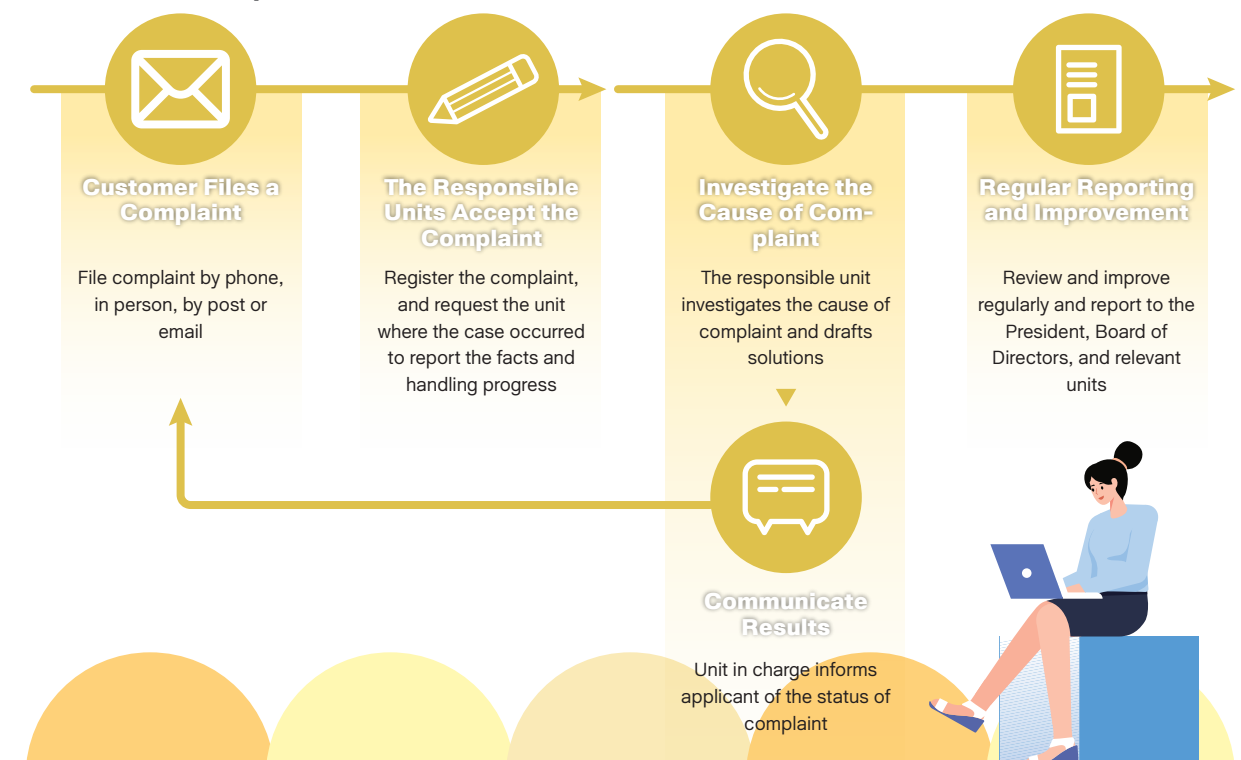 Customer Files a
Complaint
File complaint by phone,
in person, by post or
email
The Responsible
Units Accept the
Complaint
Register the complaint,
and request the unit
where the case occurred
to report the facts and
handling progress
Investigate the
Cause of Com-
plaint
The responsible unit
investigates the cause of
complaint and drafts
solutions
Communicate
Results
Unit in charge informs
applicant of the status of
complaint
Regular Reporting
and Improvement
Review and improve
regularly and report to the
President, Board of
Directors, and relevant
units